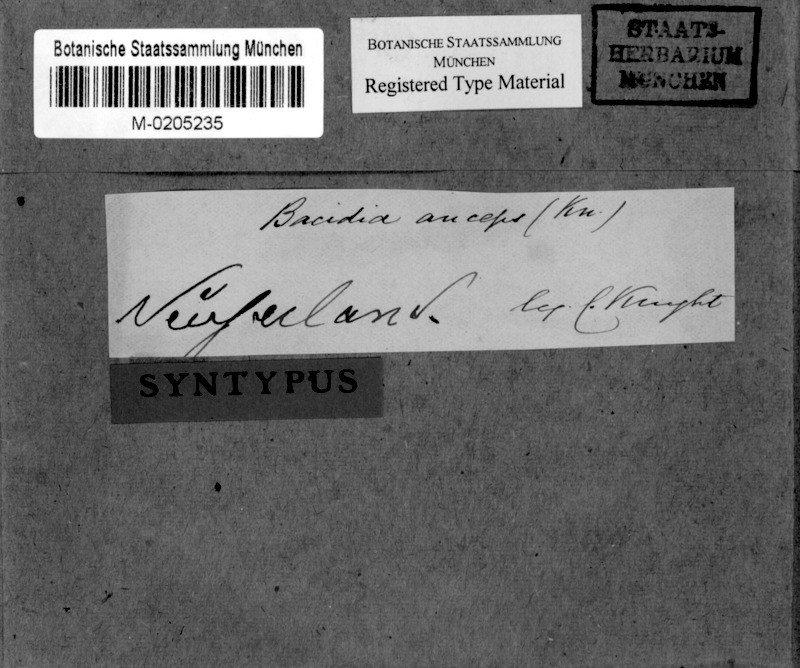 Botanische Staatssammlung München
M-0205235
BOTANISCHE STAATSSAMMLUNG
MÜNCHEN
Registered Type Material
STAATS-
HERBARIUM
MÜNCHEN
Bacidia anceps (Kn.)
Neuseeland. leg. C. Knight
SYNTYPUS